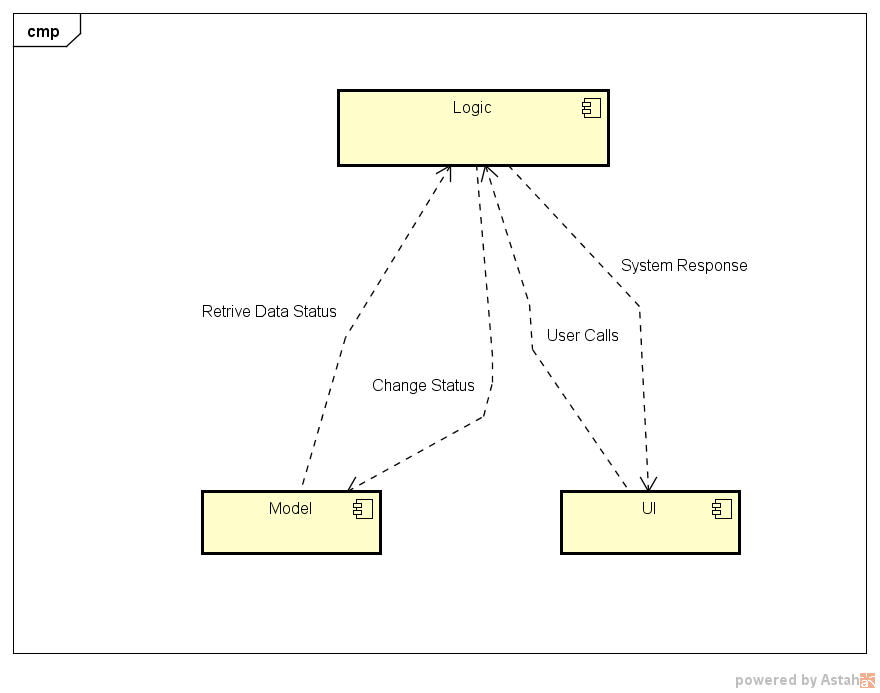 cmp
Logic
System Response
Retrive Data Status
User Calls
Change Status
Model
UI
powered by Astah